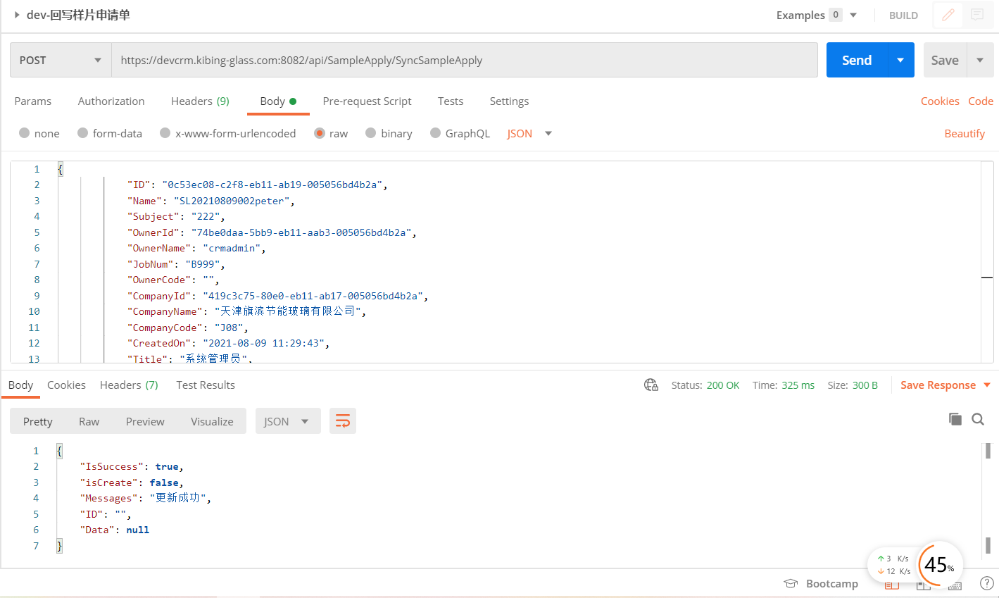 dev-回写样片申请单 Examples 0 BUILD
POST https://devcrm.kibing-glass.com:8082/api/SampleApply/SyncSampleApply Send Save
Params Authorization Headers (9) Body Pre-request Script Tests Settings Cookies Code
none form-data x-www-form-urlencoded raw binary GraphQL JSON Beautify
1 {
2 "ID": "0c53ec08-c2f8-eb11-ab19-005056bd4b2a",
3 "Name": "SL20210809002peter",
4 "Subject": "222",
5 "OwnerId": "74be0daa-5bb9-eb11-aab3-005056bd4b2a",
6 "OwnerName": "crmadmin",
7 "JobNum": "B999",
8 "OwnerCode": "",
9 "CompanyId": "419c3c75-80e0-eb11-ab17-005056bd4b2a",
10 "CompanyName": "天津旗滨节能玻璃有限公司",
11 "CompanyCode": "J08",
12 "CreatedOn": "2021-08-09 11:29:43",
13 "Title": "系统管理员",
Body Cookies Headers (7) Test Results Status: 200 OK Time: 325 ms Size: 300 B Save Response
Pretty Raw Preview Visualize JSON
1 {
2 "IsSuccess": true,
3 "isCreate": false,
4 "Messages": "更新成功",
5 "ID": "",
6 "Data": null
7 }
↑ 3 K/s
↓ 12 K/s
45%
Bootcamp